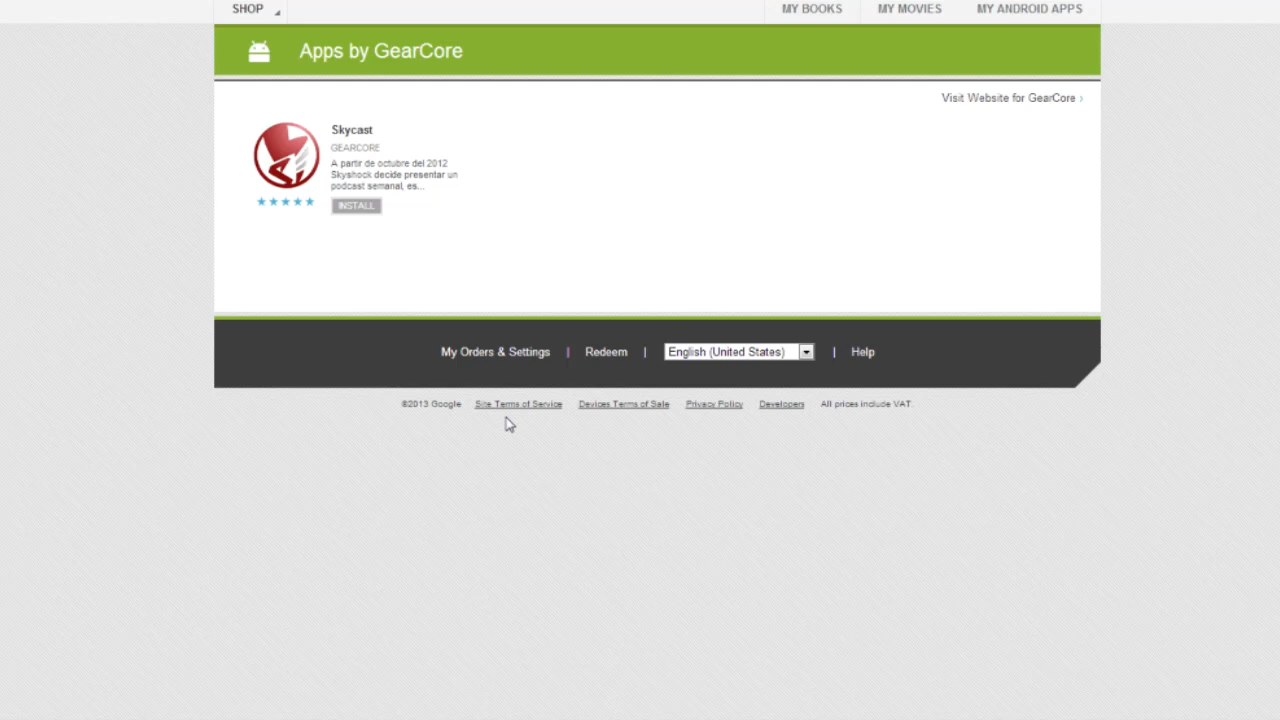 SHOP
MY BOOKS
MY MOVIES
MY ANDROID APPS
Apps by GearCore
Visit Website for GearCore ›
Skycast
GEARCORE
A partir de octubre del 2012
Skyshock decide presentar un
podcast semanal, es...
INSTALL
My Orders & Settings | Redeem | English (United States) | Help
©2013 Google Site Terms of Service Devices Terms of Sale Privacy Policy Developers All prices include VAT.